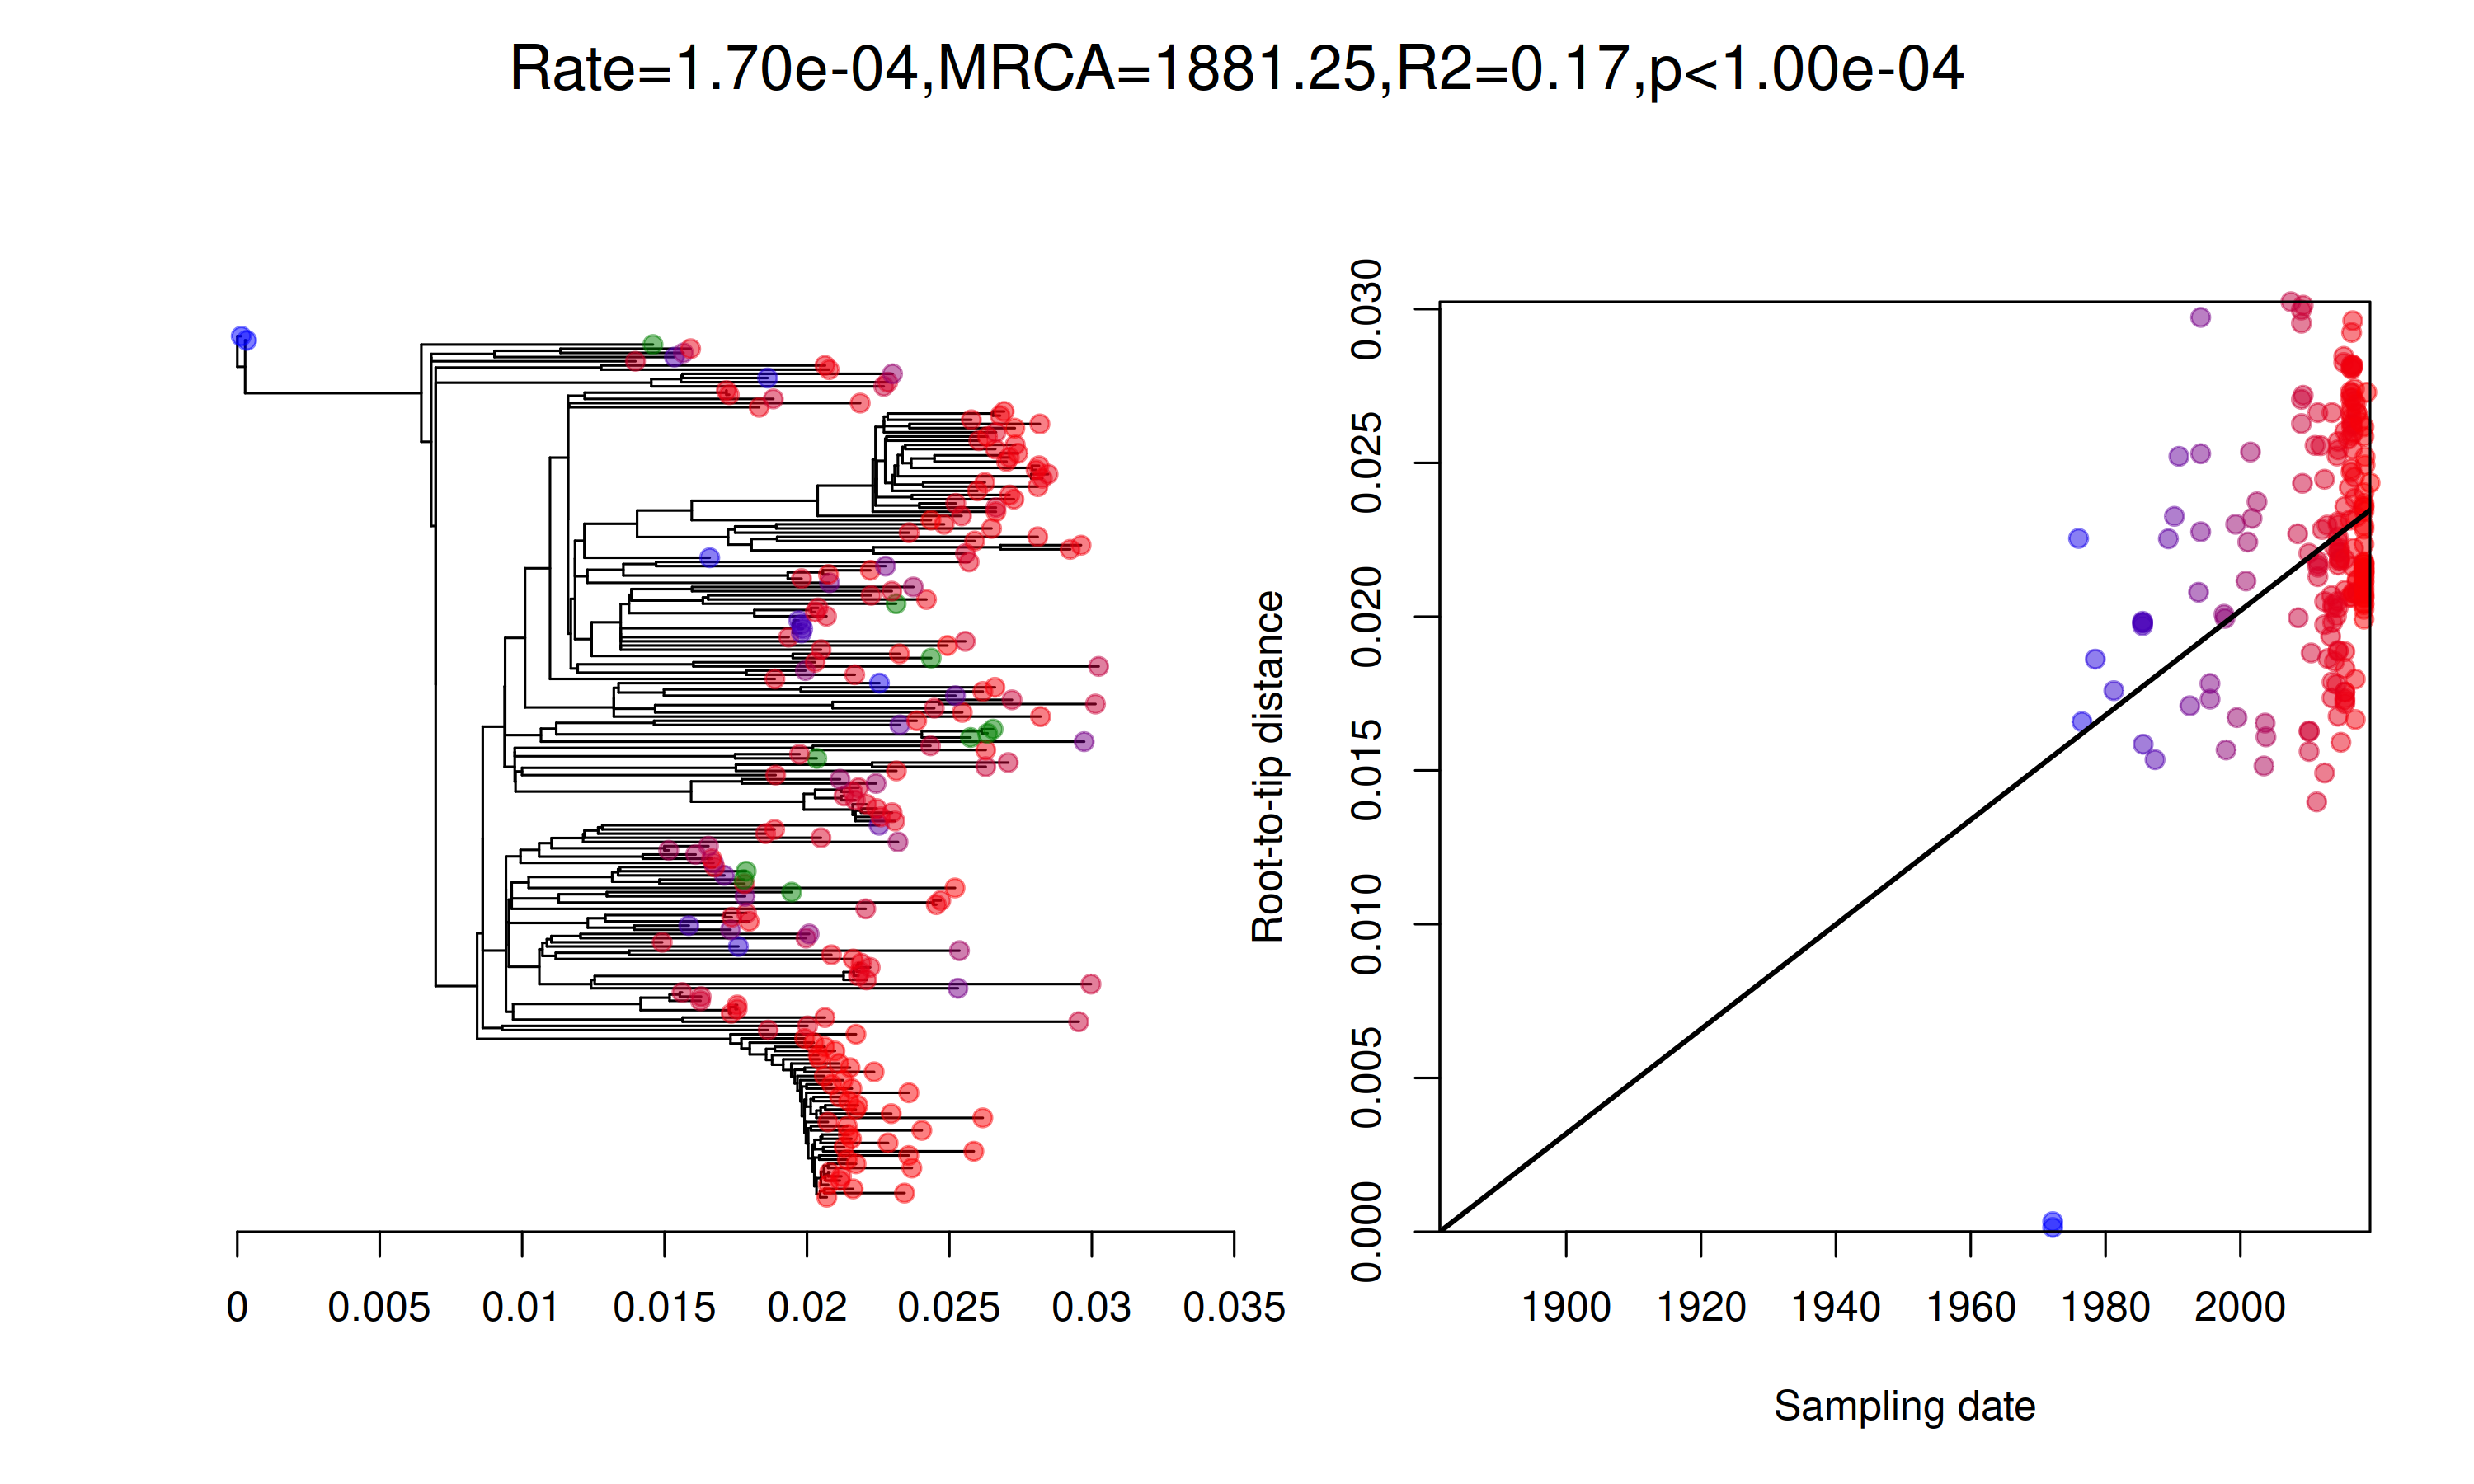 Rate=1.70e-04,MRCA=1881.25,R2=0.17,p<1.00e-04
0 0.005 0.01 0.015 0.02 0.025 0.03 0.035
Root-to-tip distance
0.000 0.005 0.010 0.015 0.020 0.025 0.030
1900 1920 1940 1960 1980 2000
Sampling date